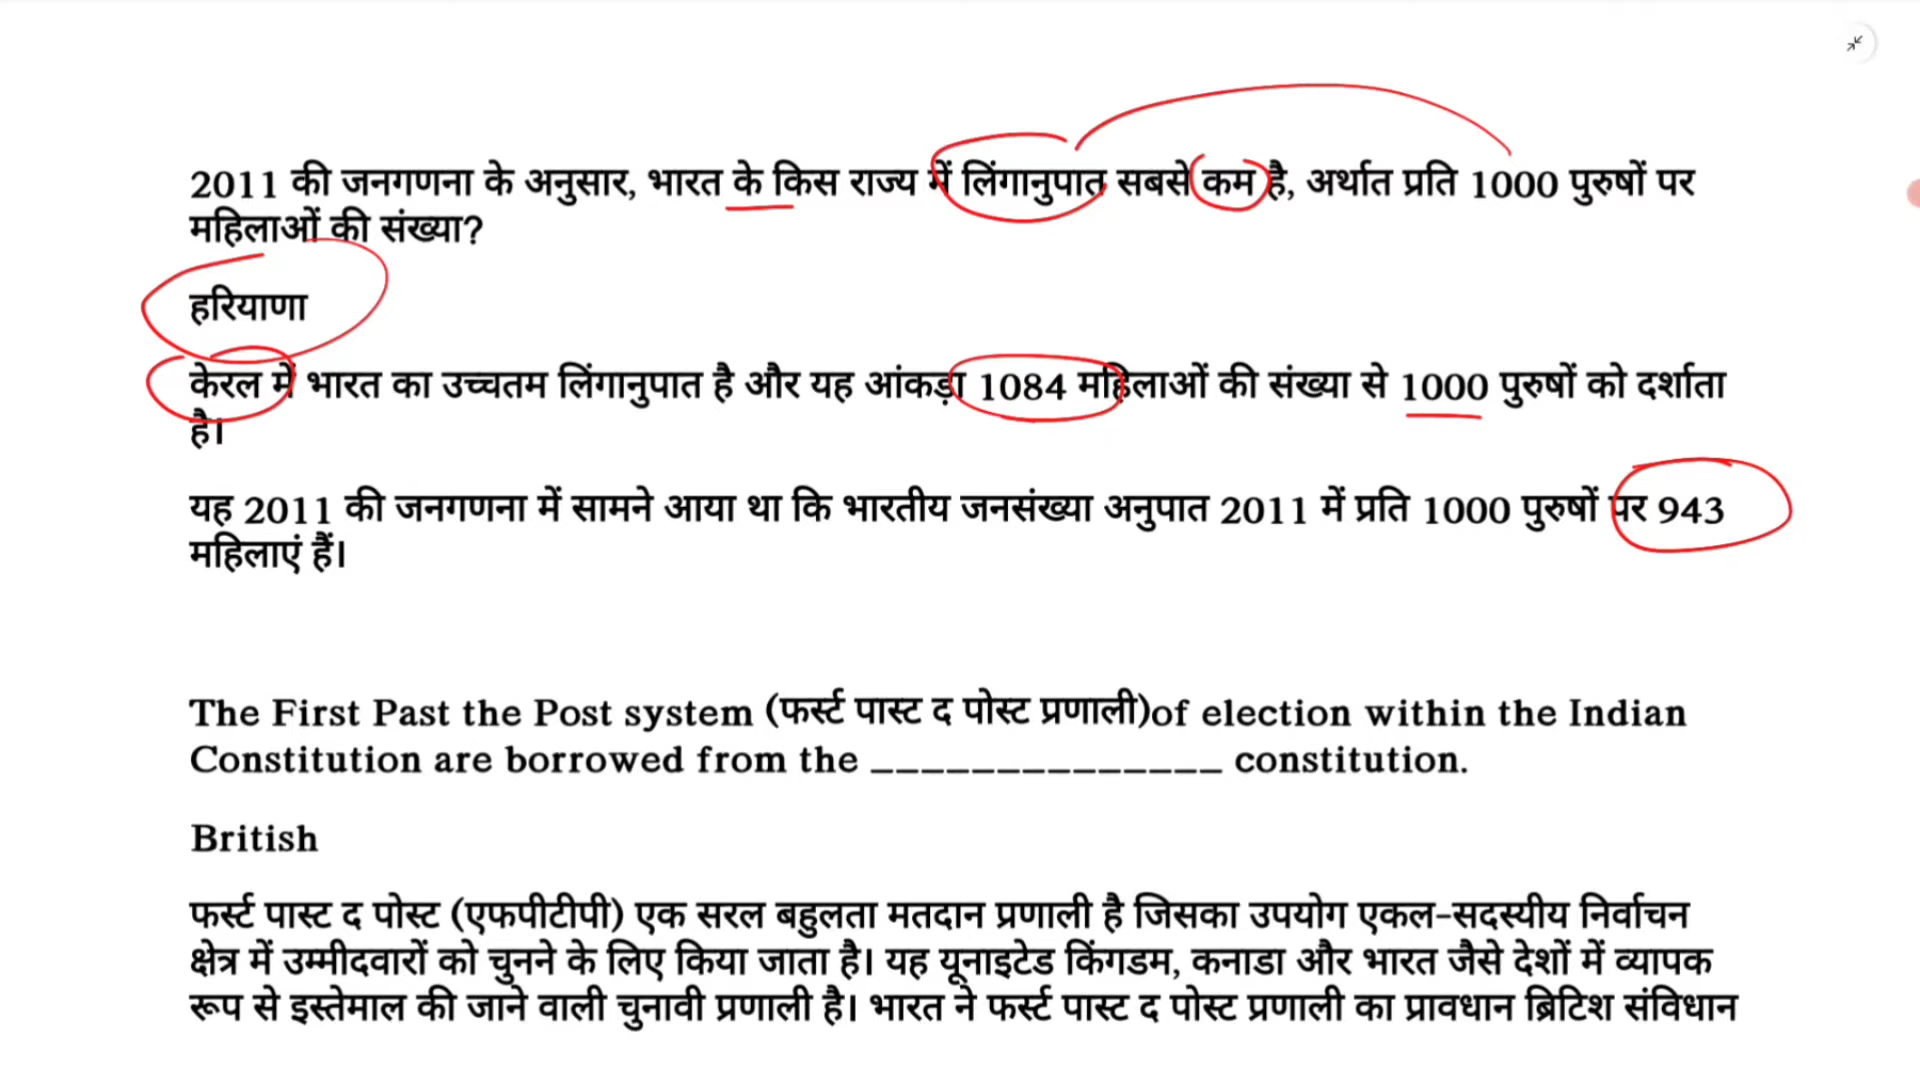 2011 की जनगणना के अनुसार, भारत के किस राज्य में लिंगानुपात सबसे कम है, अर्थात प्रति 1000 पुरुषों पर
महिलाओं की संख्या?
हरियाणा
केरल में भारत का उच्चतम लिंगानुपात है और यह आंकड़ा 1084 महिलाओं की संख्या से 1000 पुरुषों को दर्शाता
है।
यह 2011 की जनगणना में सामने आया था कि भारतीय जनसंख्या अनुपात 2011 में प्रति 1000 पुरुषों पर 943
महिलाएं हैं।
The First Past the Post system (फर्स्ट पास्ट द पोस्ट प्रणाली)of election within the Indian
Constitution are borrowed from the ______________ constitution.
British
फर्स्ट पास्ट द पोस्ट (एफपीटीपी) एक सरल बहुलता मतदान प्रणाली है जिसका उपयोग एकल-सदस्यीय निर्वाचन
क्षेत्र में उम्मीदवारों को चुनने के लिए किया जाता है। यह यूनाइटेड किंगडम, कनाडा और भारत जैसे देशों में व्यापक
रूप से इस्तेमाल की जाने वाली चुनावी प्रणाली है। भारत ने फर्स्ट पास्ट द पोस्ट प्रणाली का प्रावधान ब्रिटिश संविधान